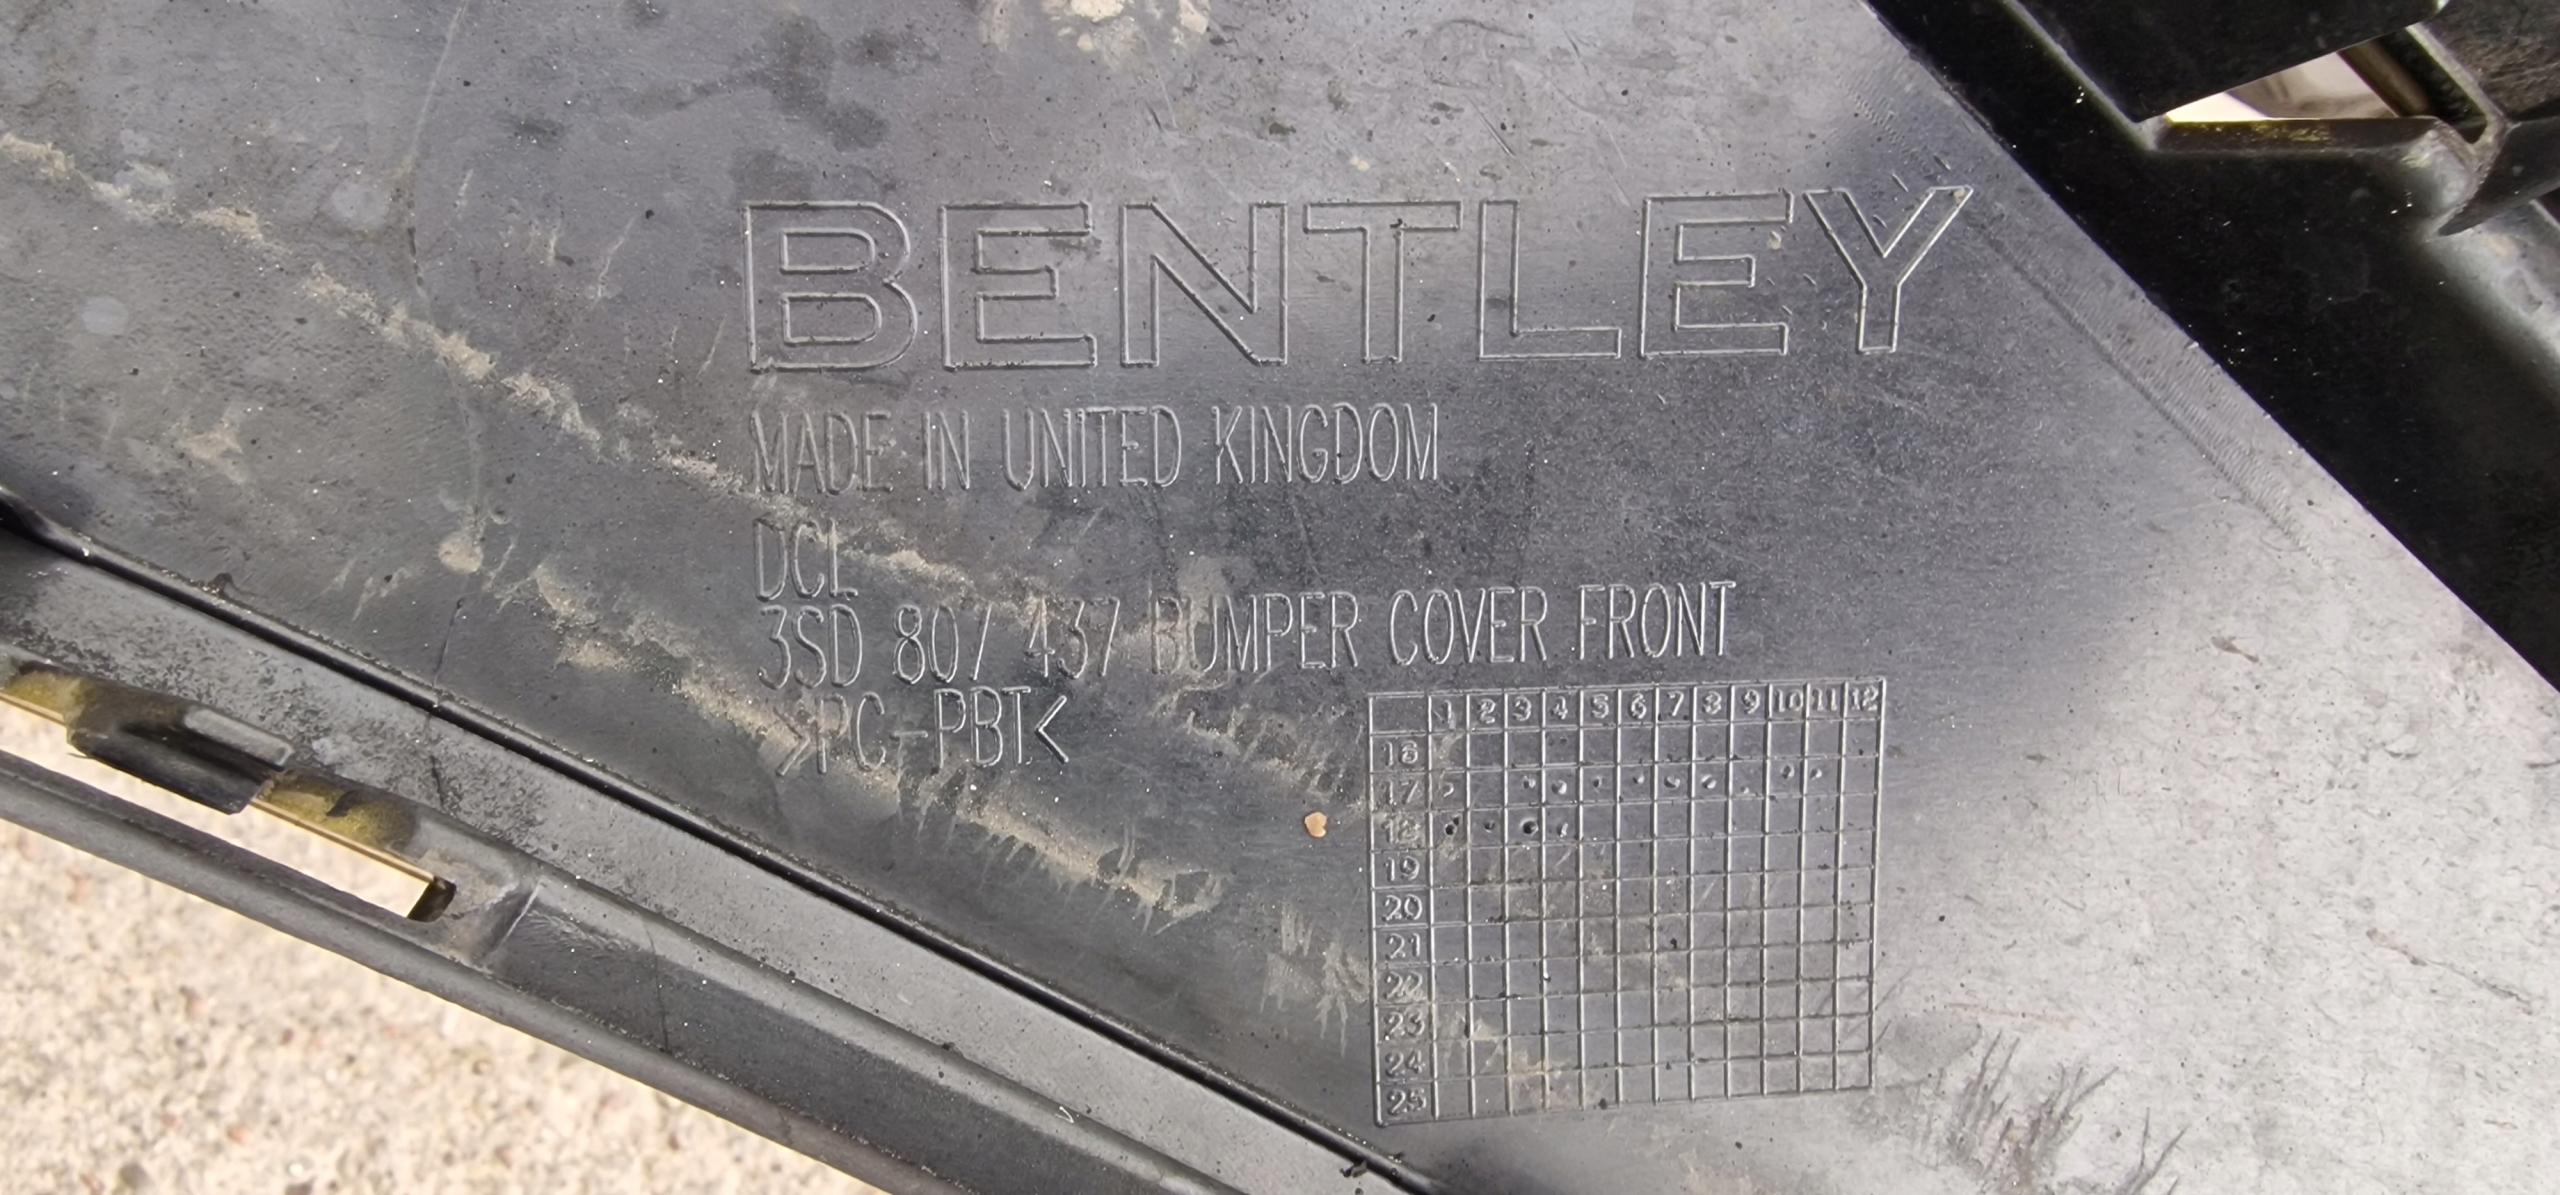 BENTLEY
MADE IN UNITED KINGDOM
DCL
3SD 807 437 BUMPER COVER FRONT
>PC-PBT<
1 2 3 4 5 6 7 8 9 10 11 12
16
17
18
19
20
21
22
23
24
25